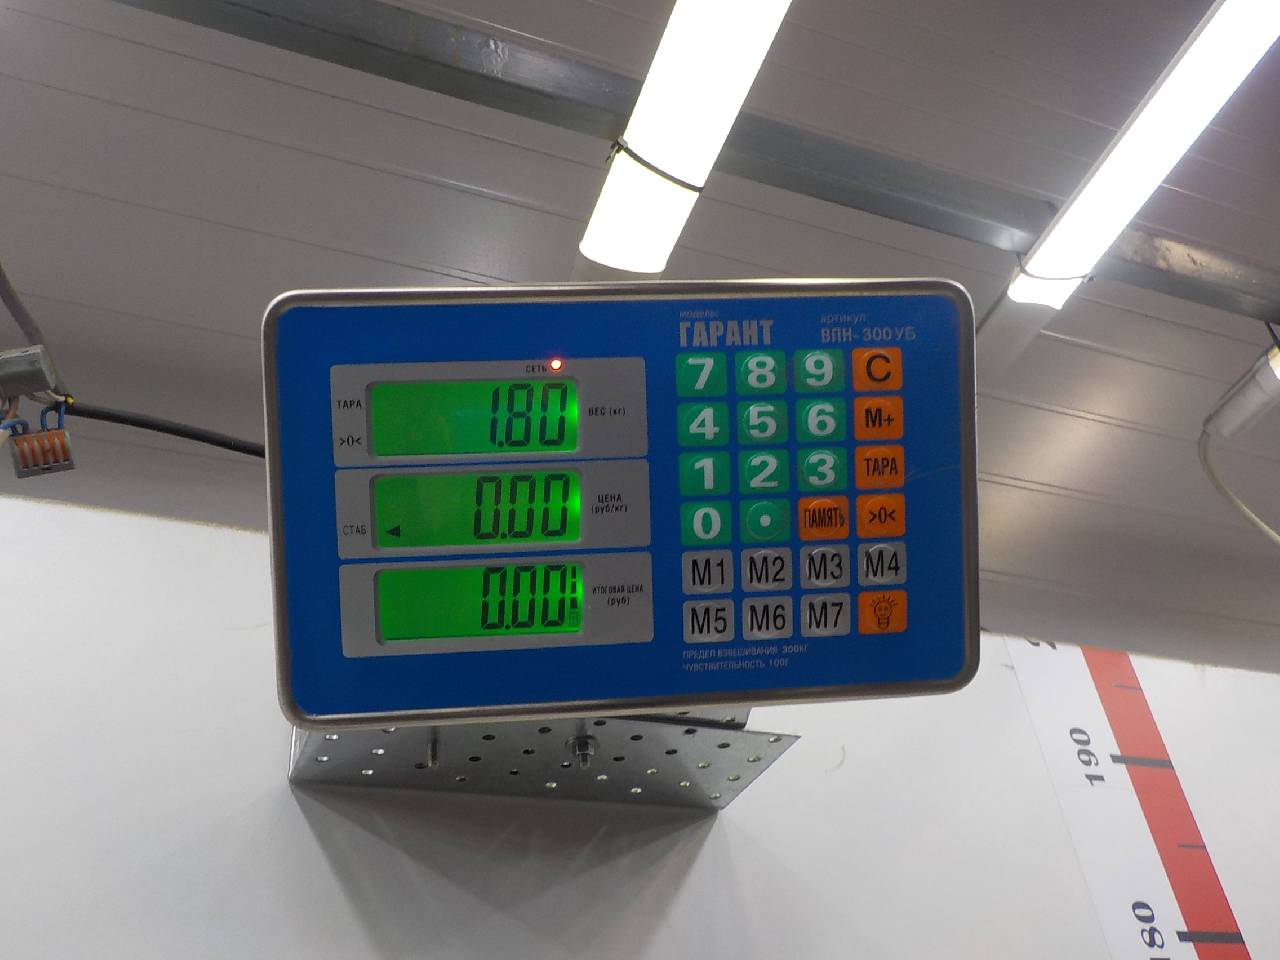 модель:
ГАРАНТ
артикул:
ВПН-300УБ
СЕТЬ
ТАРА
>0<
1.80
ВЕС (кг)
СТАБ
0.00
ЦЕНА
(руб/кг)
0.00
ИТОГОВАЯ ЦЕНА
(руб)
7 8 9 C
4 5 6 M+
1 2 3 ТАРА
0 . ПАМЯТЬ >0<
M1 M2 M3 M4
M5 M6 M7
ПРЕДЕЛ ВЗВЕШИВАНИЯ 300КГ
ЧУВСТВИТЕЛЬНОСТЬ 100Г
190
180